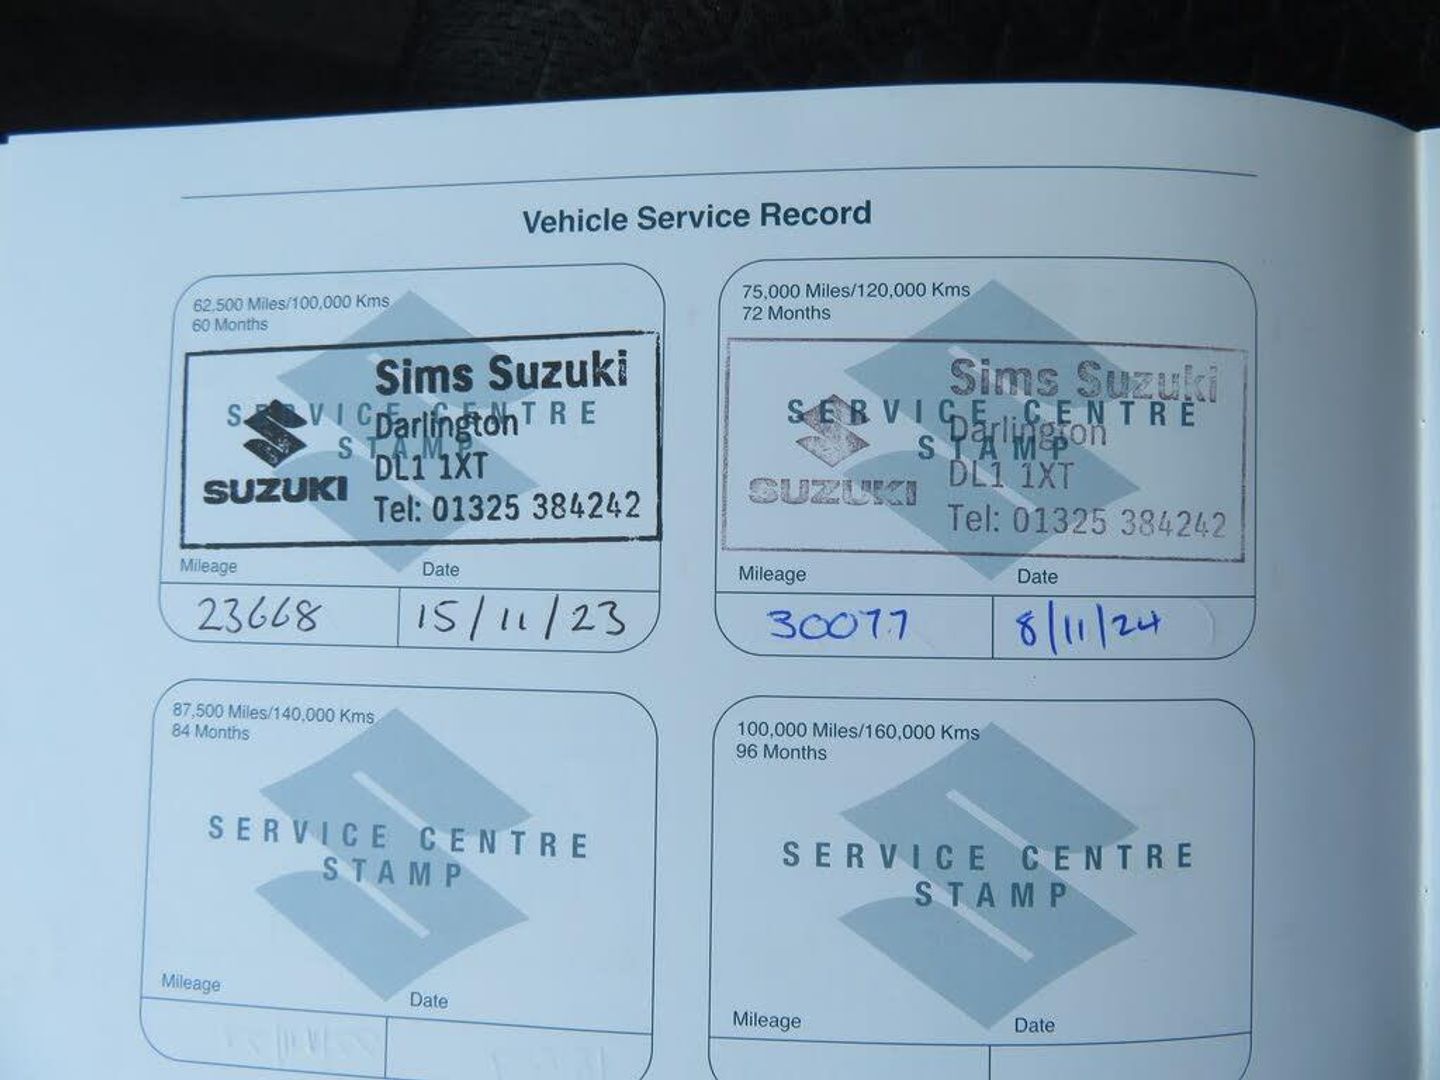 Vehicle Service Record
62,500 Miles/100,000 Kms
60 Months
SERVICE CENTRE
STAMP
Sims Suzuki
Darlington
DL1 1XT
Tel: 01325 384242
SUZUKI
Mileage
Date
23668
15/11/23
75,000 Miles/120,000 Kms
72 Months
SERVICE CENTRE
STAMP
Sims Suzuki
Darlington
DL1 1XT
Tel: 01325 384242
SUZUKI
Mileage
Date
30077
8/11/24
87,500 Miles/140,000 Kms
84 Months
SERVICE CENTRE
STAMP
Mileage
Date
100,000 Miles/160,000 Kms
96 Months
SERVICE CENTRE
STAMP
Mileage
Date